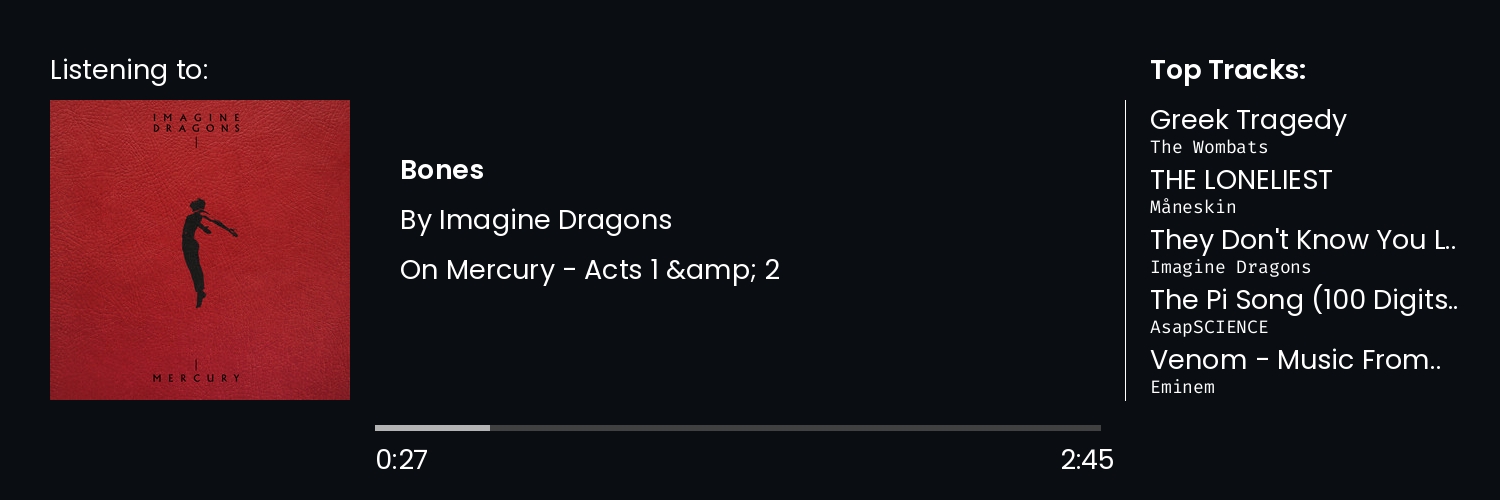 Listening to:
IMAGINE
DRAGONS
MERCURY
Bones
By Imagine Dragons
On Mercury - Acts 1 &amp;amp; 2
0:27
2:45
Top Tracks:
Greek Tragedy
The Wombats
THE LONELIEST
Måneskin
They Don't Know You L..
Imagine Dragons
The Pi Song (100 Digits..
AsapSCIENCE
Venom - Music From..
Eminem